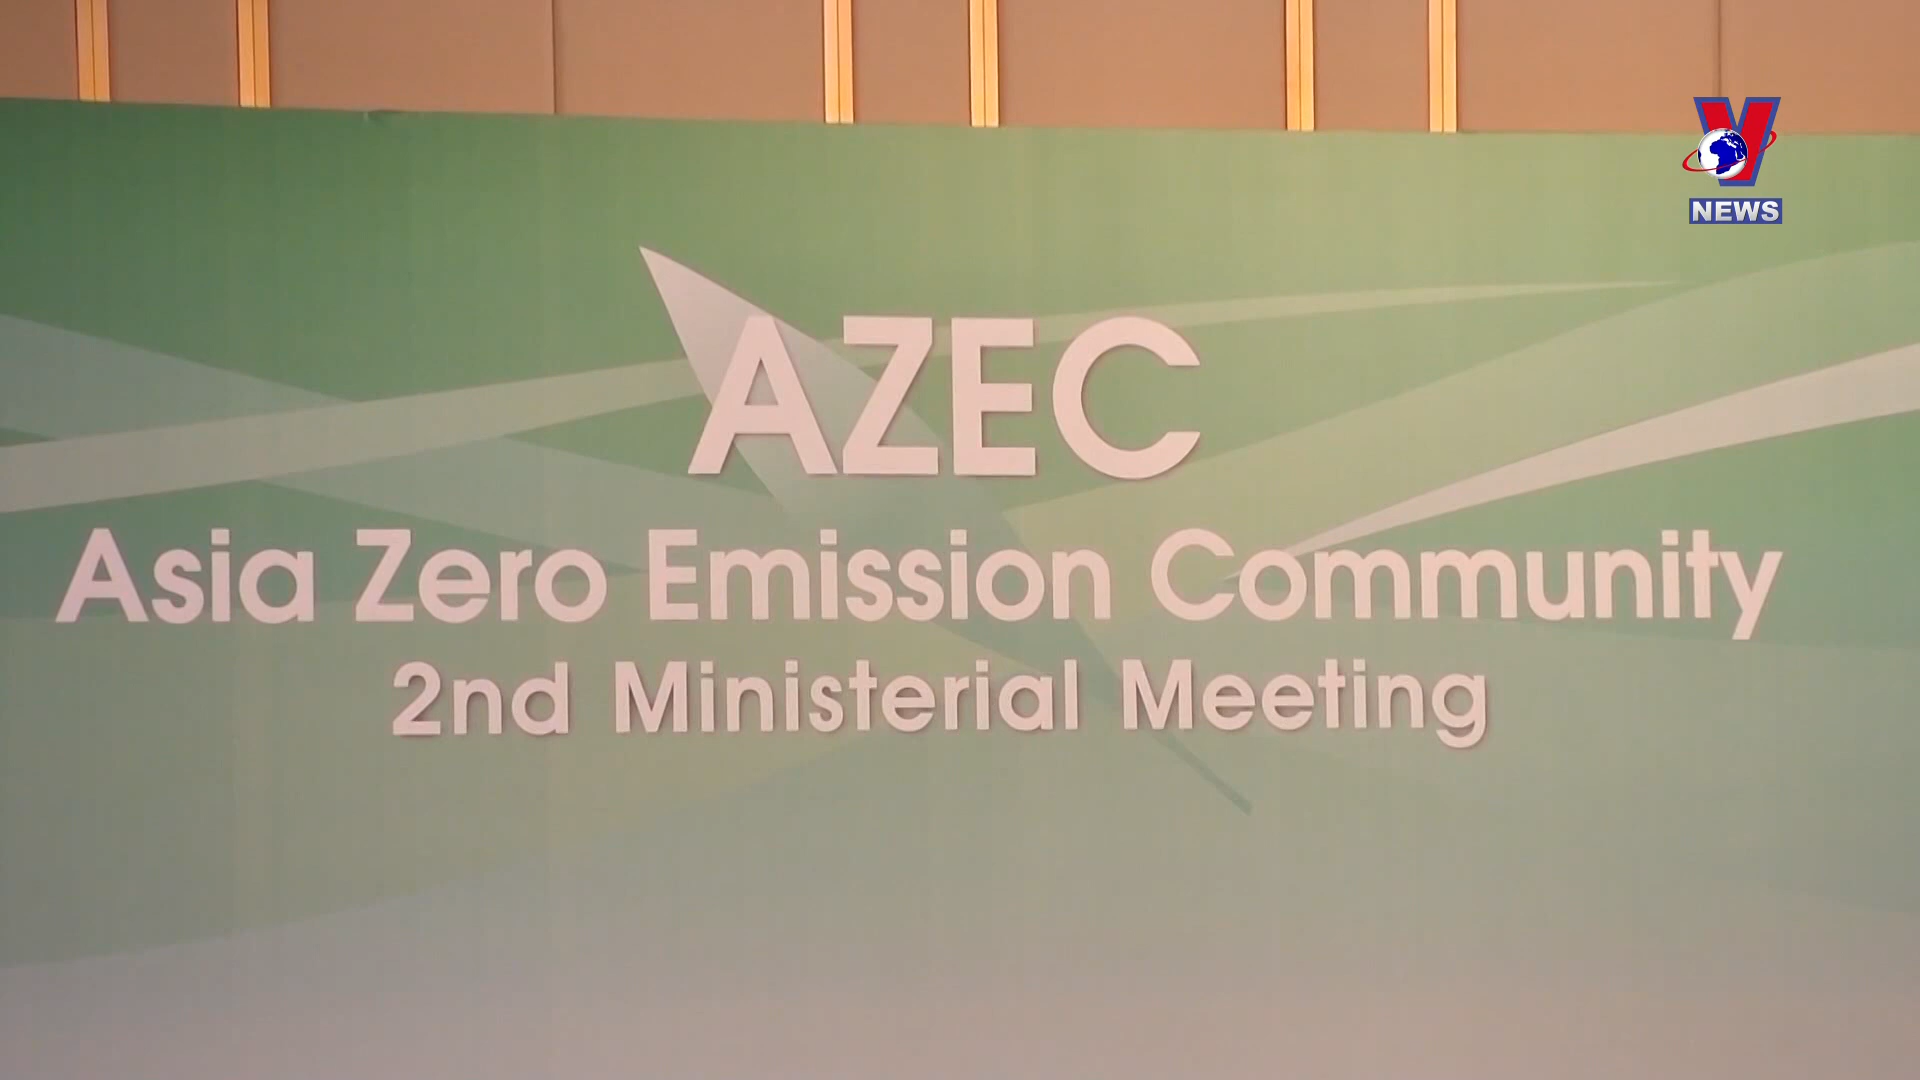 V
NEWS
AZEC
Asia Zero Emission Community
2nd Ministerial Meeting